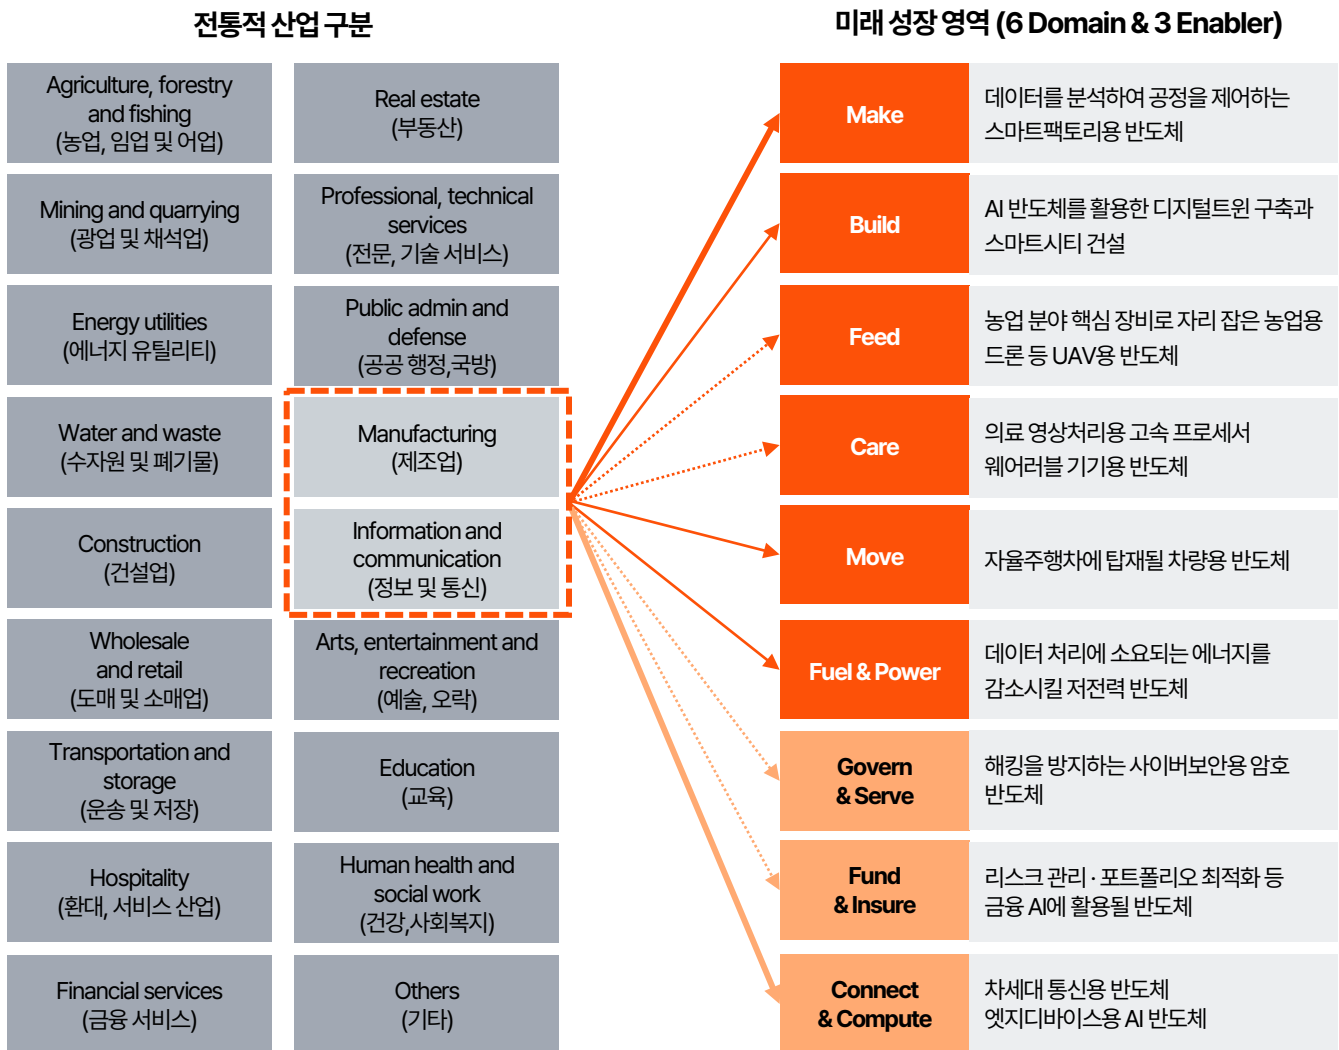 전통적 산업 구분
Agriculture, forestry
and fishing
(농업, 임업 및 어업)
Real estate
(부동산)
Mining and quarrying
(광업 및 채석업)
Professional, technical
services
(전문, 기술 서비스)
Energy utilities
(에너지 유틸리티)
Public admin and
defense
(공공 행정,국방)
Water and waste
(수자원 및 폐기물)
Manufacturing
(제조업)
Construction
(건설업)
Information and
communication
(정보 및 통신)
Wholesale
and retail
(도매 및 소매업)
Arts, entertainment and
recreation
(예술, 오락)
Transportation and
storage
(운송 및 저장)
Education
(교육)
Hospitality
(환대, 서비스 산업)
Human health and
social work
(건강,사회복지)
Financial services
(금융 서비스)
Others
(기타)
미래 성장 영역 (6 Domain & 3 Enabler)
Make
데이터를 분석하여 공정을 제어하는
스마트팩토리용 반도체
Build
AI 반도체를 활용한 디지털트윈 구축과
스마트시티 건설
Feed
농업 분야 핵심 장비로 자리 잡은 농업용
드론 등 UAV용 반도체
Care
의료 영상처리용 고속 프로세서
웨어러블 기기용 반도체
Move
자율주행차에 탑재될 차량용 반도체
Fuel & Power
데이터 처리에 소요되는 에너지를
감소시킬 저전력 반도체
Govern
& Serve
해킹을 방지하는 사이버보안용 암호
반도체
Fund
& Insure
리스크 관리 · 포트폴리오 최적화 등
금융 AI에 활용될 반도체
Connect
& Compute
차세대 통신용 반도체
엣지디바이스용 AI 반도체